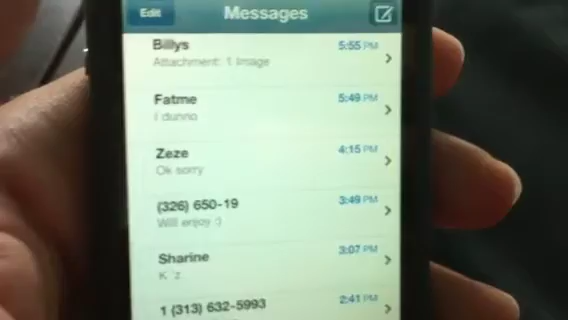 Edit Messages
Billys 5:55 PM
Attachment: 1 Image
Fatme 5:49 PM
I dunno
Zeze 4:15 PM
Ok sorry
(326) 650-19 3:49 PM
Will enjoy :)
Sharine 3:07 PM
K 'z
1 (313) 632-5993 2:41 PM